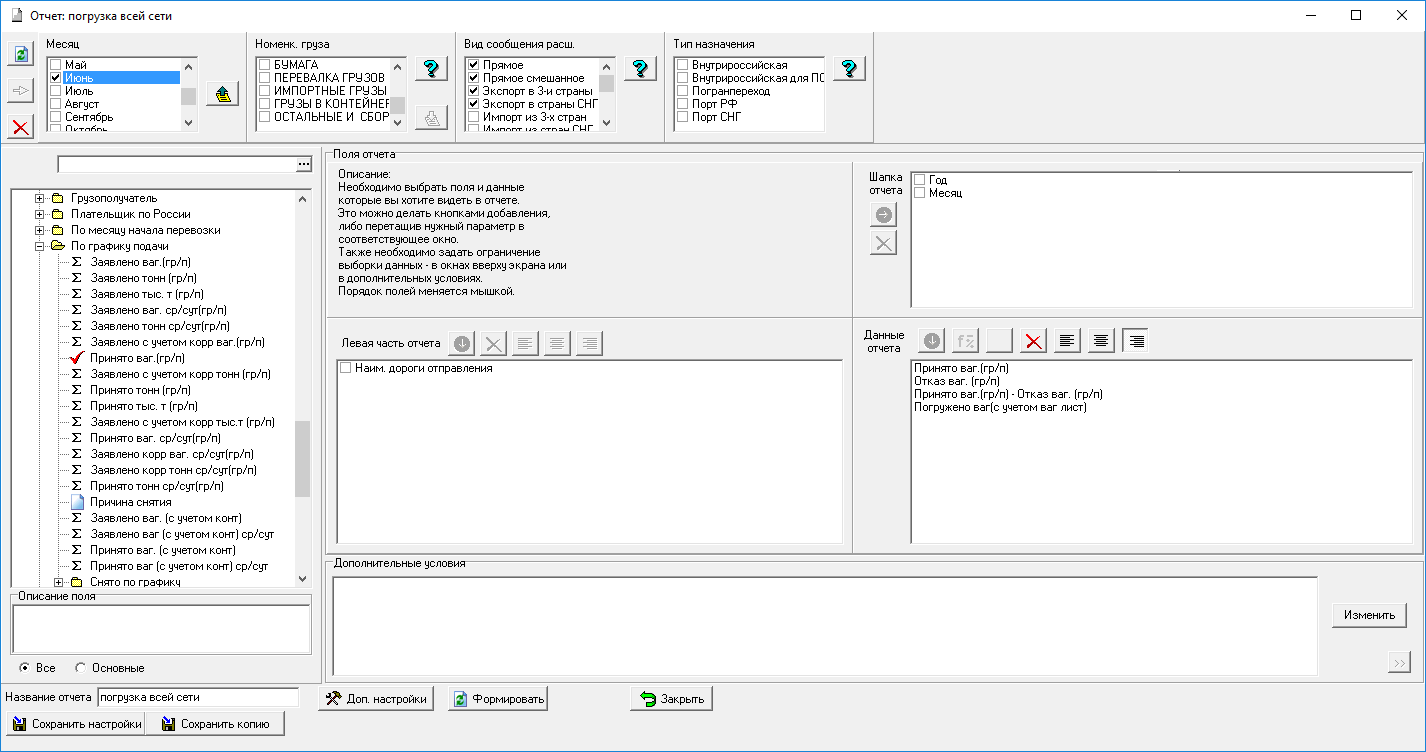 Отчет: погрузка всей сети
Месяц
Май
Июнь
Июль
Август
Сентябрь
Октябрь
Номенк. груза
БУМАГА
ПЕРЕВАЛКА ГРУЗОВ
ИМПОРТНЫЕ ГРУЗЫ
ГРУЗЫ В КОНТЕЙНЕР
ОСТАЛЬНЫЕ И СБОР
Вид сообщения расш.
Прямое
Прямое смешанное
Экспорт в 3-и страны
Экспорт в страны СНГ
Импорт из 3-х стран
Импорт из стран СНГ
Тип назначения
Внутрироссийская
Внутрироссийская для ПС
Погранпереход
Порт РФ
Порт СНГ
...
Грузополучатель
Плательщик по России
По месяцу начала перевозки
По графику подачи
Заявлено ваг.(гр/п)
Заявлено тонн (гр/п)
Заявлено тыс. т (гр/п)
Заявлено ваг. ср/сут(гр/п)
Заявлено тонн ср/сут(гр/п)
Заявлено с учетом корр ваг.(гр/п)
Принято ваг.(гр/п)
Заявлено с учетом корр тонн (гр/п)
Принято тонн (гр/п)
Принято тыс. т (гр/п)
Заявлено с учетом корр тыс.т (гр/п)
Принято ваг. ср/сут(гр/п)
Заявлено корр ваг. ср/сут(гр/п)
Заявлено корр тонн ср/сут(гр/п)
Принято тонн ср/сут(гр/п)
Причина снятия
Заявлено ваг. (с учетом конт)
Заявлено ваг (с учетом конт) ср/сут
Принято ваг. (с учетом конт)
Принято ваг (с учетом конт) ср/сут
Снято по графику
Описание поля
Все
Основные
Поля отчета
Описание:
Необходимо выбрать поля и данные
которые вы хотите видеть в отчете.
Это можно делать кнопками добавления,
либо перетащив нужный параметр в
соответствующее окно.
Также необходимо задать ограничение
выборки данных - в окнах вверху экрана или
в дополнительных условиях.
Порядок полей меняется мышкой.
Шапка
отчета
Год
Месяц
Левая часть отчета
Наим. дороги отправления
Данные
отчета
Принято ваг.(гр/п)
Отказ ваг. (гр/п)
Принято ваг.(гр/п) - Отказ ваг. (гр/п)
Погружено ваг(с учетом ваг лист)
Дополнительные условия
Изменить
>>
Название отчета
погрузка всей сети
Доп. настройки
Формировать
Закрыть
Сохранить настройки
Сохранить копию